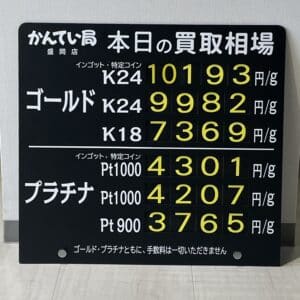 かんてい局 盛岡店 本日の買取相場
インゴット・特定コイン
K24 10193円/g
ゴールド K24 9982円/g
K18 7369円/g
インゴット・特定コイン
Pt1000 4301円/g
プラチナ Pt1000 4207円/g
Pt900 3765円/g
ゴールド・プラチナともに、手数料は一切いただきません